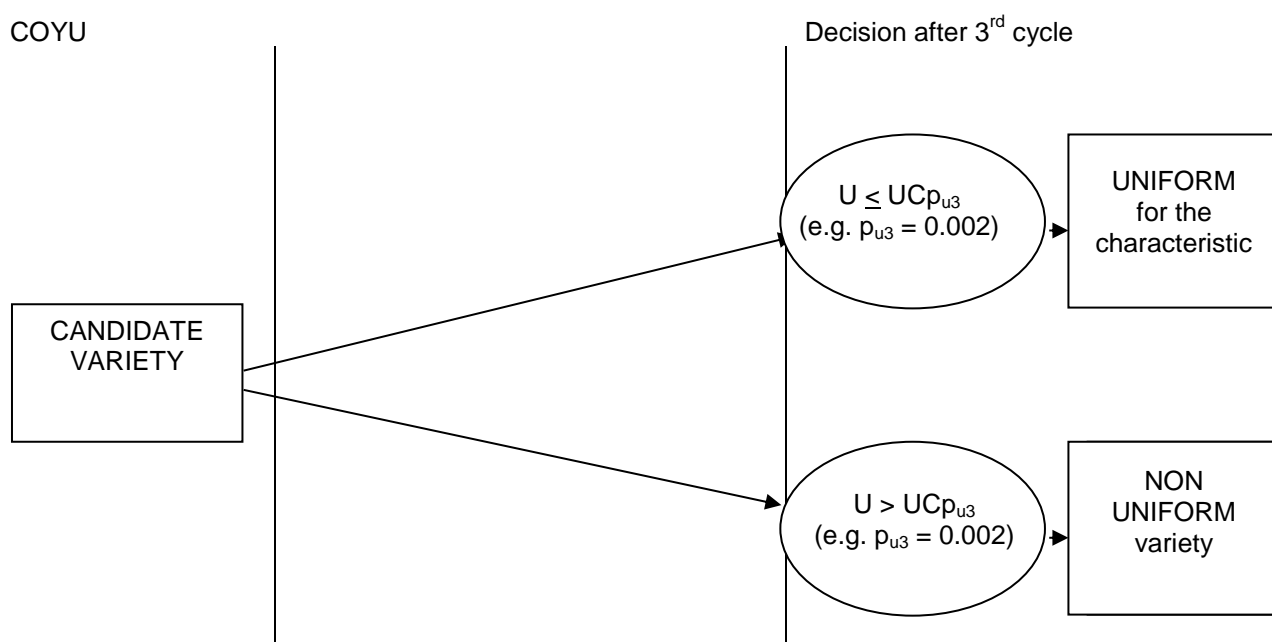 COYU
Decision after 3rd cycle
U ≤ UCpu3
(e.g. pu3 = 0.002)
UNIFORM
for the
characteristic
CANDIDATE
VARIETY
U > UCpu3
(e.g. pu3 = 0.002)
NON
UNIFORM
variety